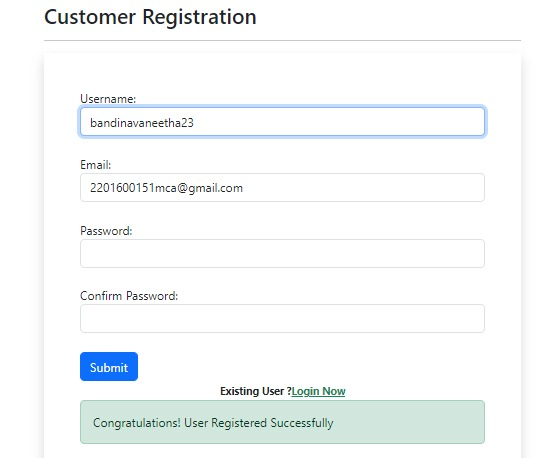 Customer Registration
Username:
bandinavaneetha23
Email:
2201600151mca@gmail.com
Password:
Confirm Password:
Submit
Existing User ?Login Now
Congratulations! User Registered Successfully